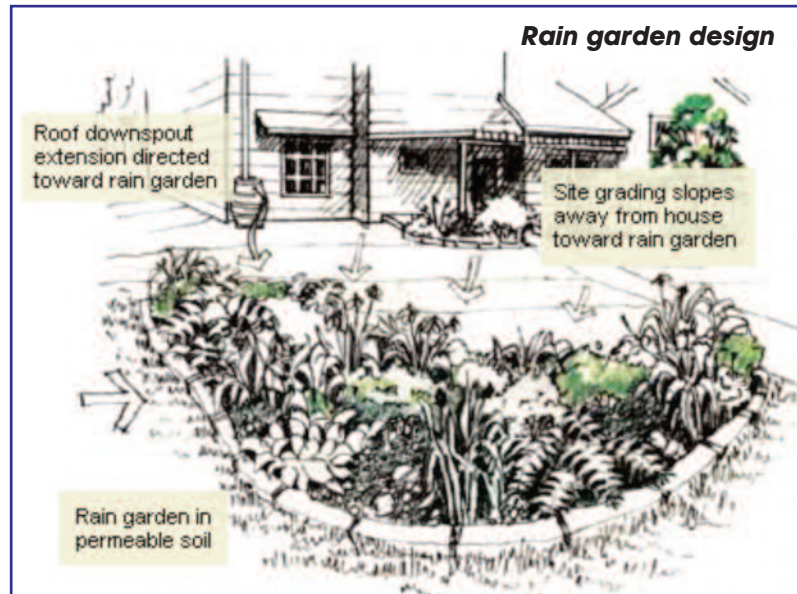 Rain garden design
Roof downspout
extension directed
toward rain garden
Site grading slopes
away from house
toward rain garden
Rain garden in
permeable soil